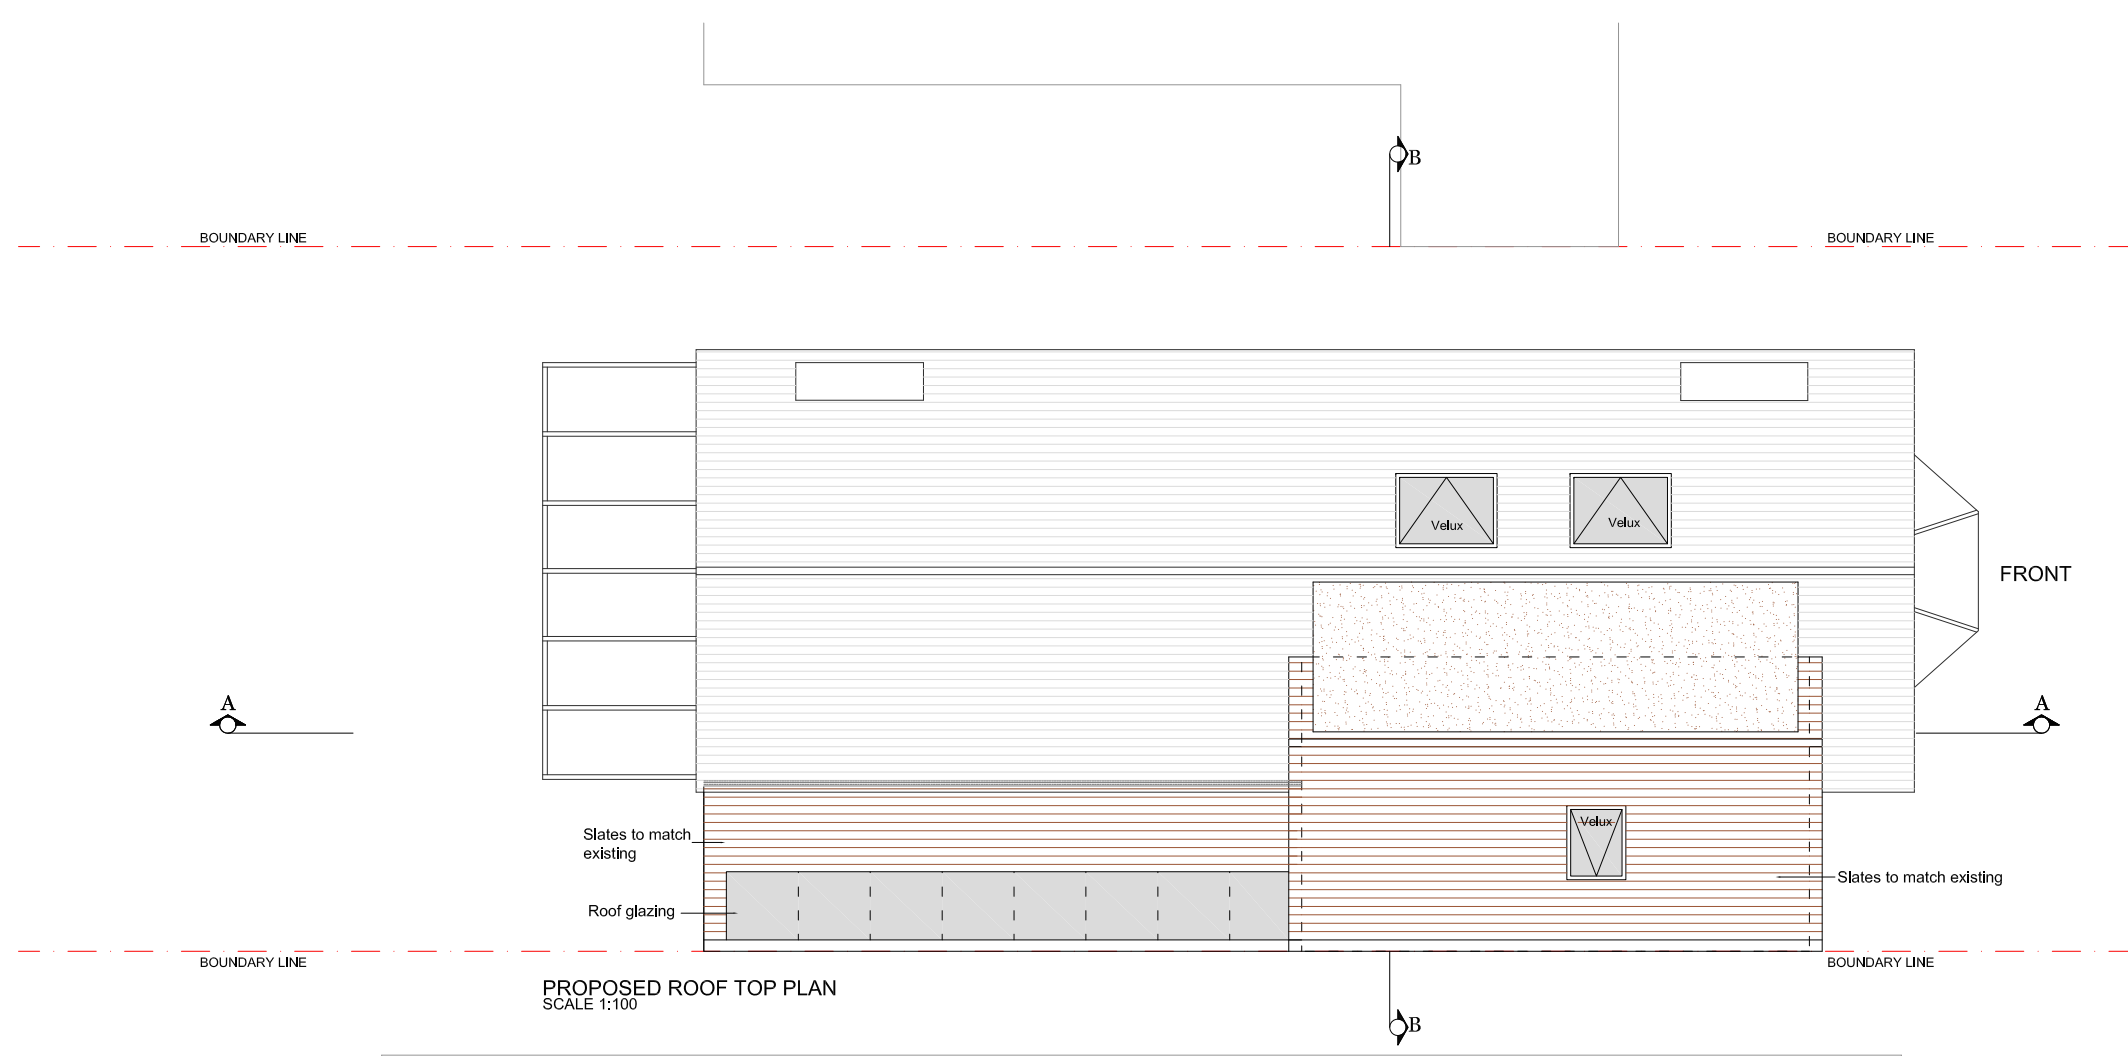 B
BOUNDARY LINE
BOUNDARY LINE
Velux
Velux
FRONT
A
A
Velux
Slates to match
existing
Slates to match existing
Roof glazing
BOUNDARY LINE
BOUNDARY LINE
PROPOSED ROOF TOP PLAN
SCALE 1:100
B